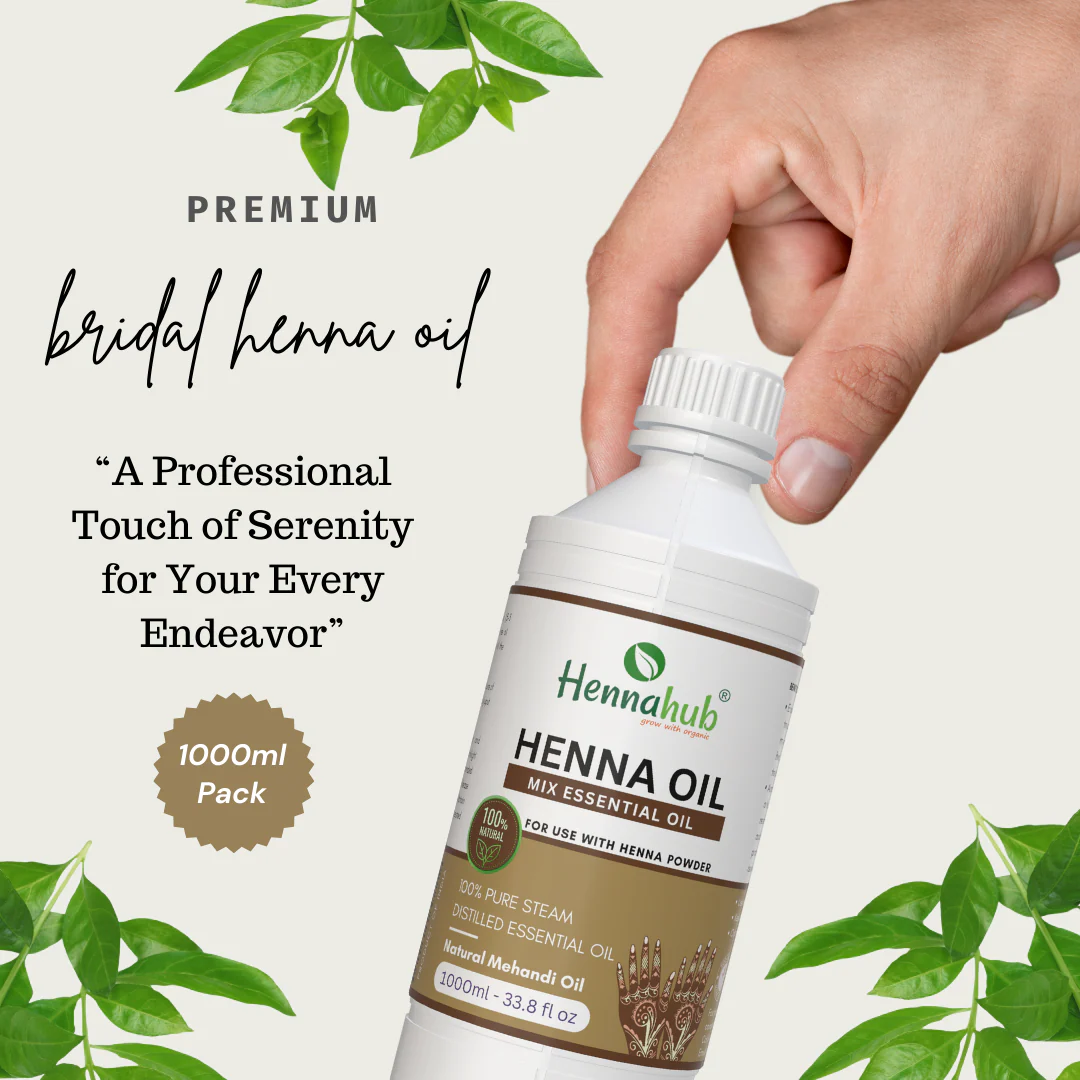 PREMIUM
bridal henna oil
“A Professional
Touch of Serenity
for Your Every
Endeavor”
1000ml
Pack
Hennahub®
grow with organic
HENNA OIL
MIX ESSENTIAL OIL
100%
NATURAL
FOR USE WITH HENNA POWDER
100% PURE STEAM
DISTILLED ESSENTIAL OIL
Natural Mehandi Oil
1000ml - 33.8 fl oz